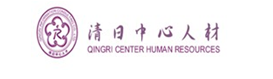 清日中心人材
QINGRI CENTER HUMAN RESOURCES